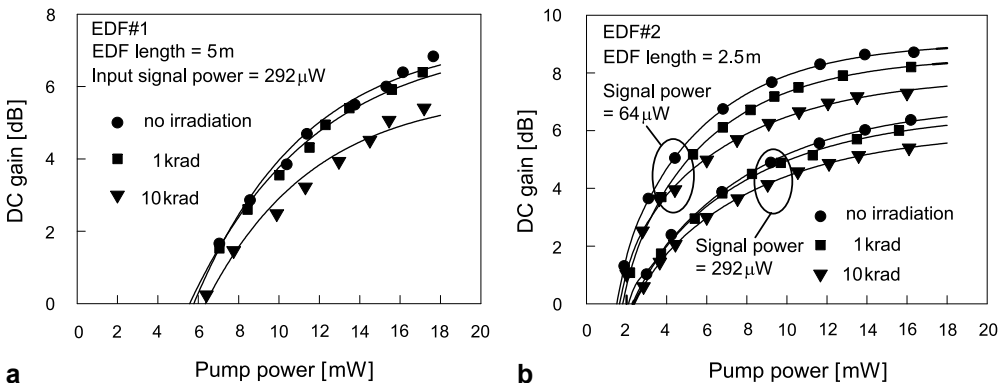 EDF#1
EDF length = 5m
Input signal power = 292μW
no irradiation
1krad
10krad
DC gain [dB]
8
6
4
2
0
0 2 4 6 8 10 12 14 16 18 20
Pump power [mW]
a
EDF#2
EDF length = 2.5m
Signal power
= 64μW
no irradiation
1krad
10krad
Signal power
= 292μW
DC gain [dB]
10
8
6
4
2
0
0 2 4 6 8 10 12 14 16 18 20
Pump power [mW]
b